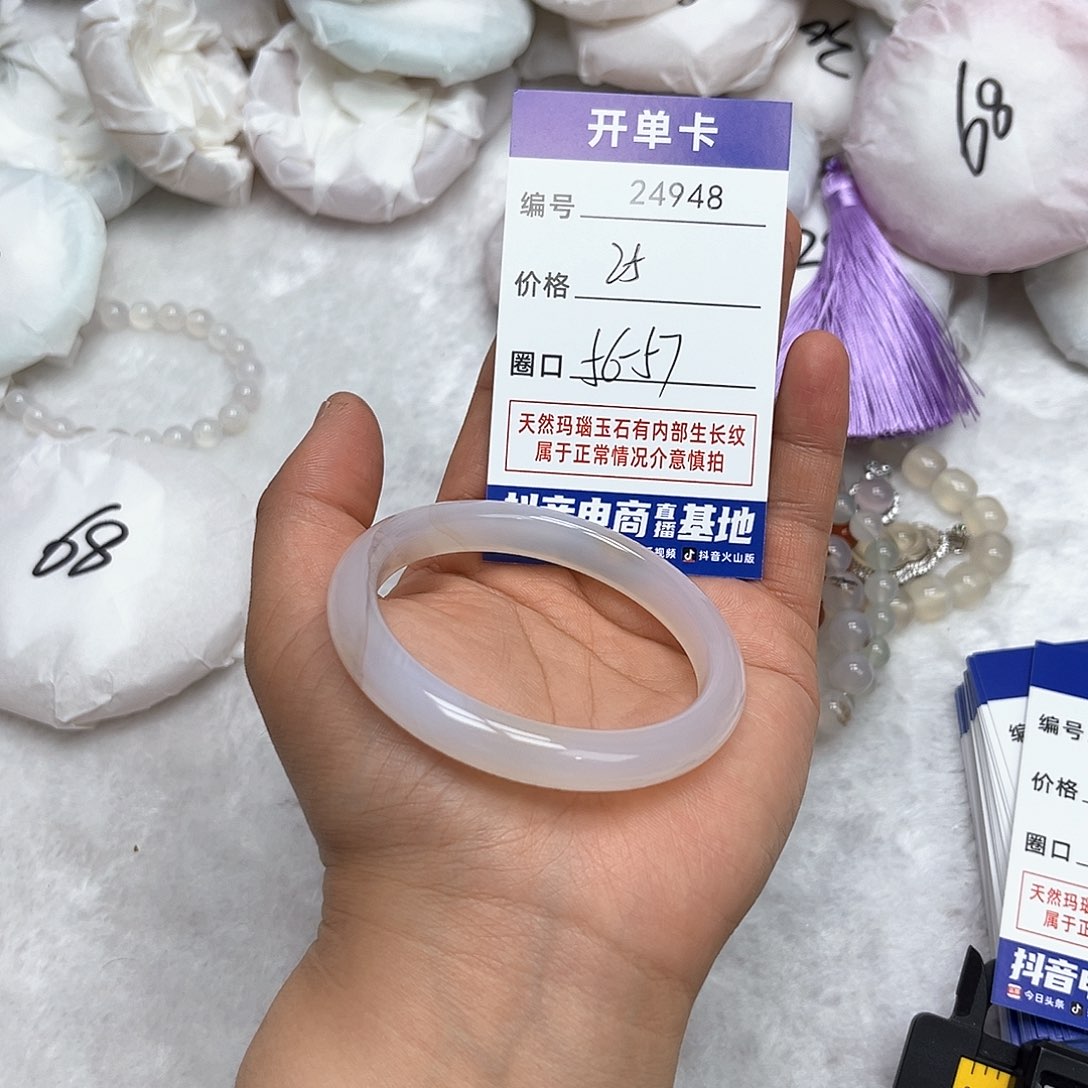 开单卡
编号 24948
价格 25
圈口 56-57
天然玛瑙玉石有内部生长纹
属于正常情况介意慎拍
抖音电商直播基地
视频 抖音火山版
68
68
编号
价格
圈口
天然玛
属于正
抖音
今日头条